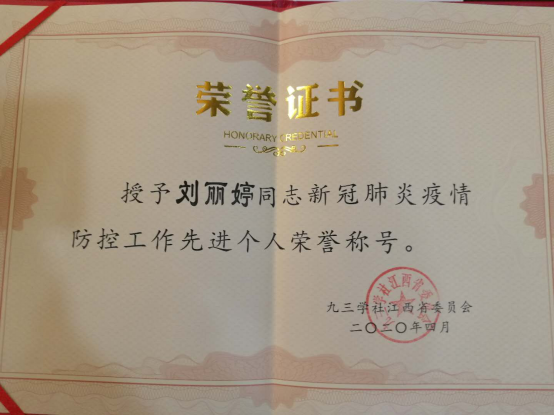 荣誉证书
HONORARY CREDENTIAL
授予刘丽婷同志新冠肺炎疫情
防控工作先进个人荣誉称号。
九三学社江西省委员会
二〇二〇年四月